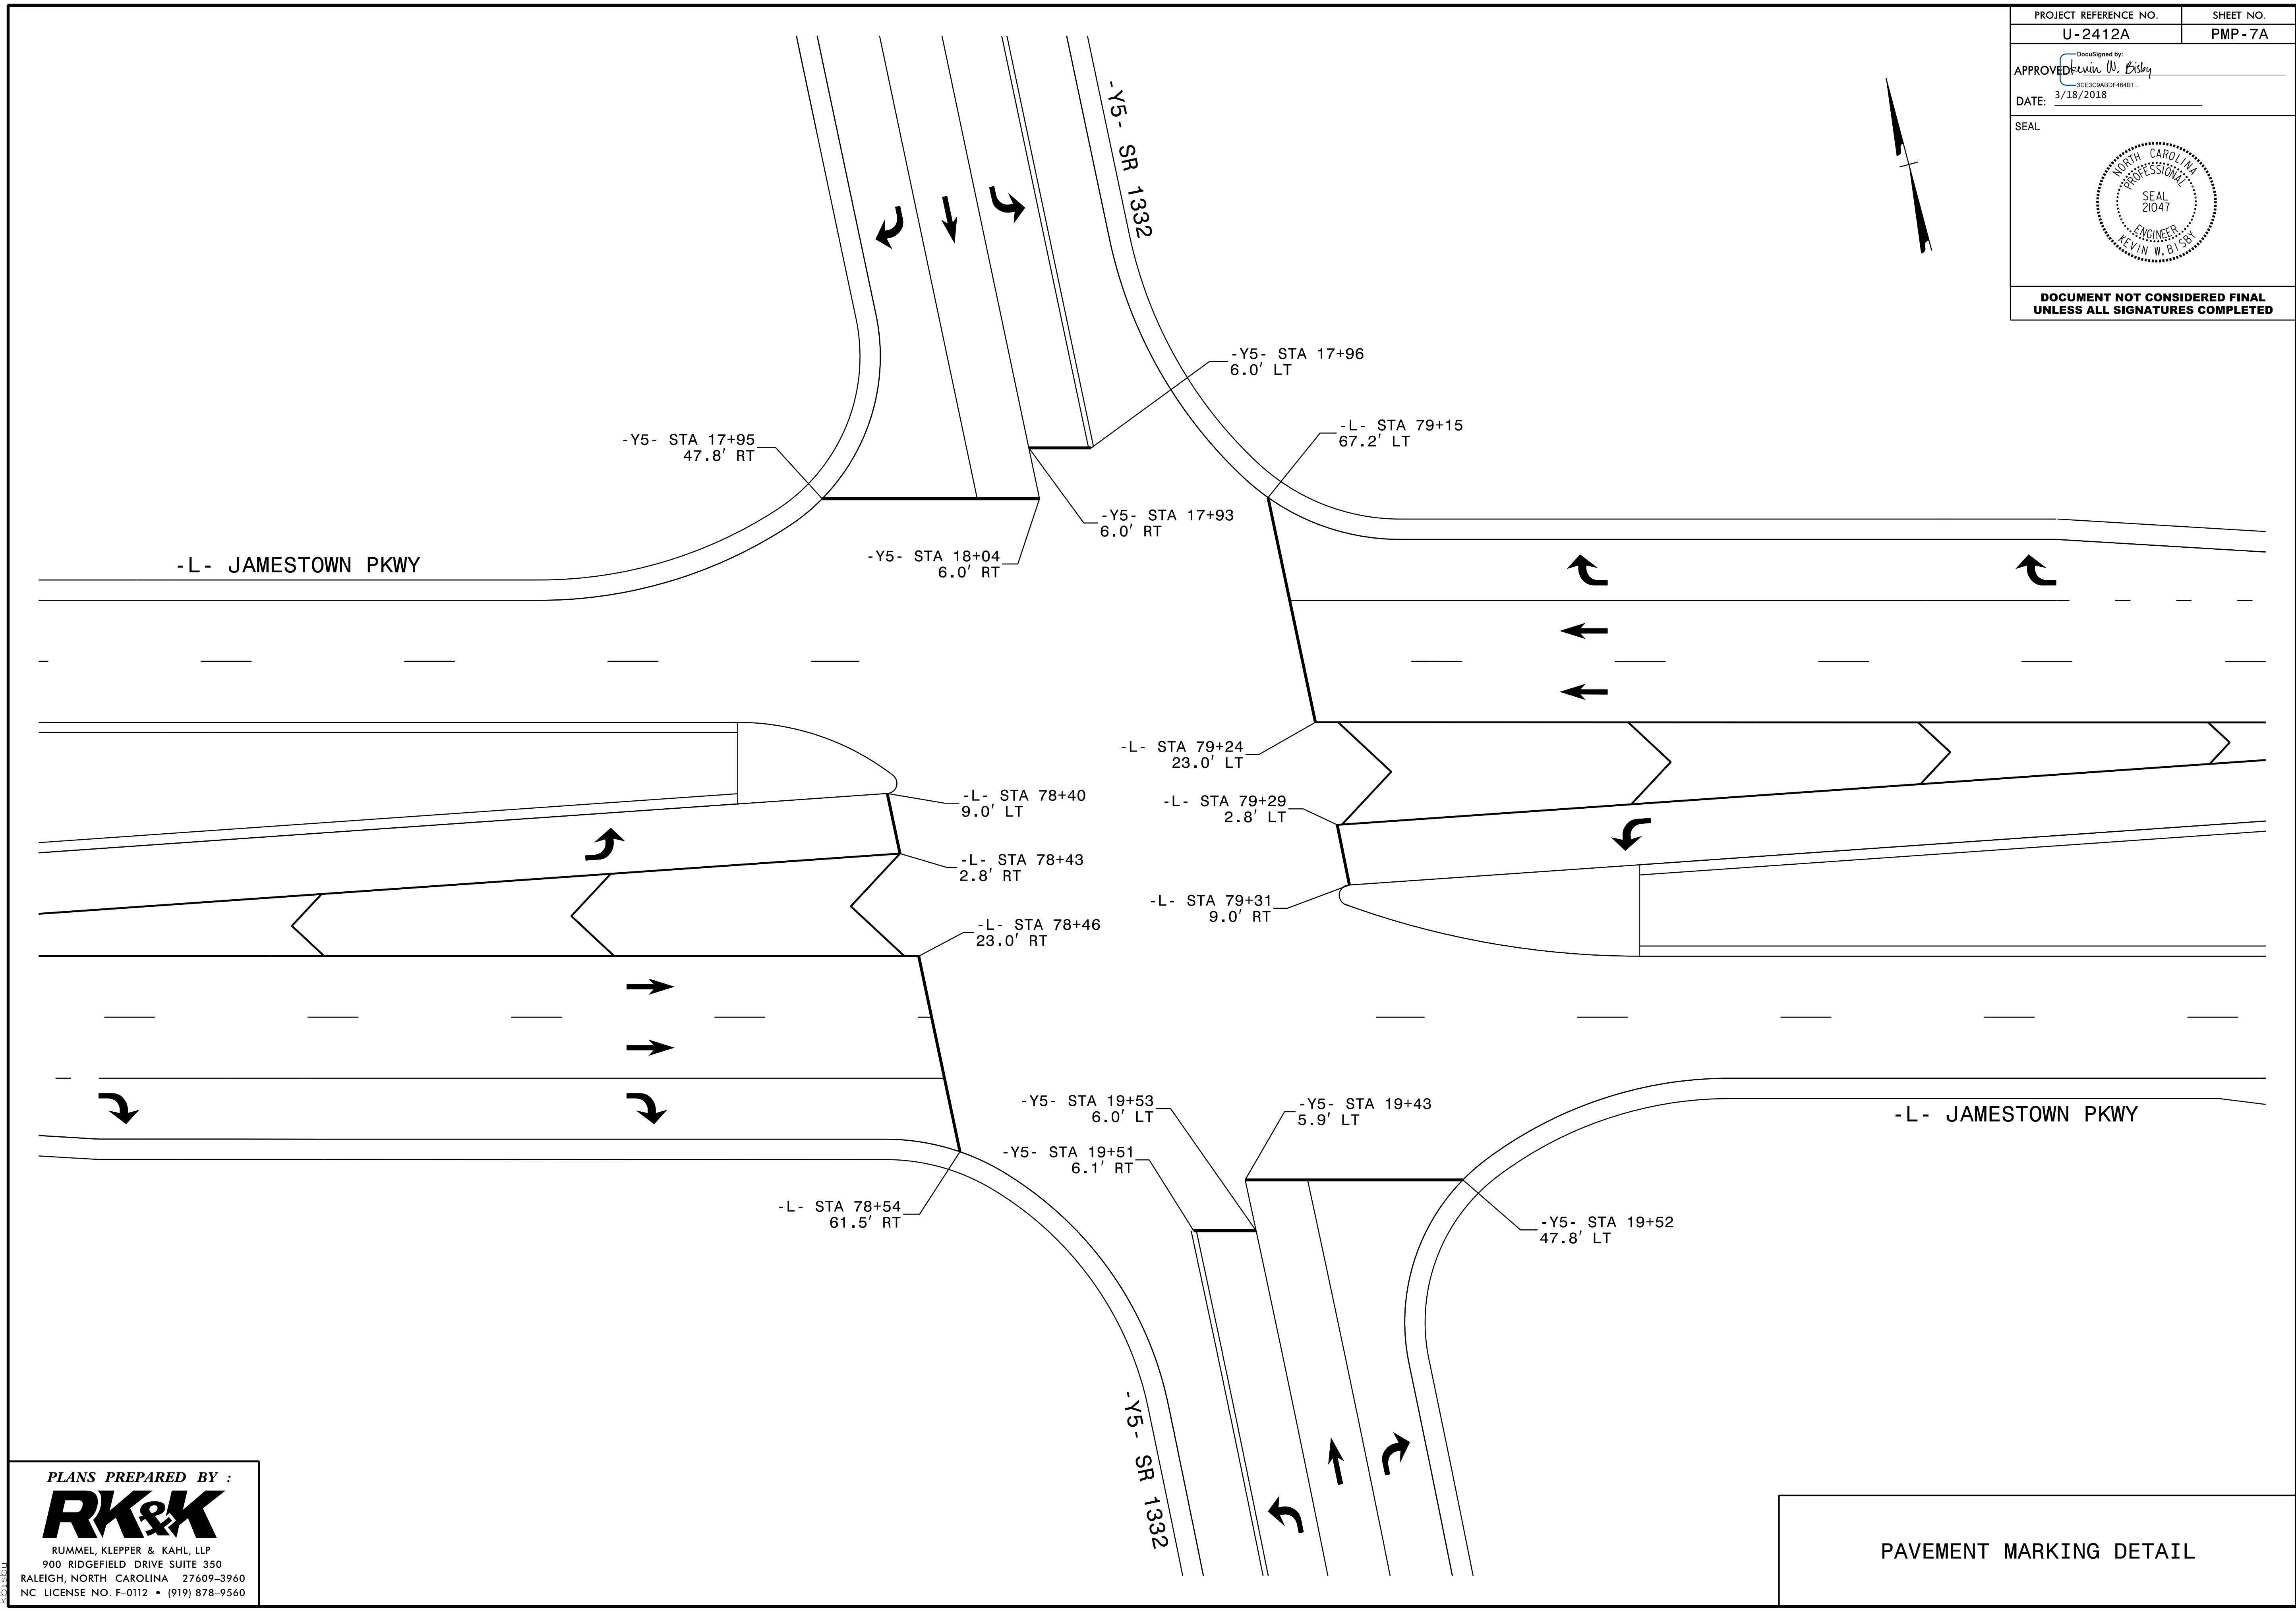 PROJECT REFERENCE NO. SHEET NO.
U-2412A PMP-7A
DocuSigned by:
APPROVED: Kevin W. Bisby
3CE3C9ABDF464B1...
DATE: 3/18/2018
SEAL
NORTH CAROLINA
PROFESSIONAL
SEAL
21047
ENGINEER
KEVIN W. BISBY
DOCUMENT NOT CONSIDERED FINAL
UNLESS ALL SIGNATURES COMPLETED
-Y5- SR 1332
-Y5- STA 17+96
6.0' LT
-Y5- STA 17+95
47.8' RT
-L- STA 79+15
67.2' LT
-Y5- STA 17+93
6.0' RT
-Y5- STA 18+04
6.0' RT
-L- JAMESTOWN PKWY
-L- STA 79+24
23.0' LT
-L- STA 78+40
9.0' LT
-L- STA 79+29
2.8' LT
-L- STA 78+43
2.8' RT
-L- STA 79+31
9.0' RT
-L- STA 78+46
23.0' RT
-Y5- STA 19+53
6.0' LT
-Y5- STA 19+43
5.9' LT
-L- JAMESTOWN PKWY
-Y5- STA 19+51
6.1' RT
-L- STA 78+54
61.5' RT
-Y5- STA 19+52
47.8' LT
-Y5- SR 1332
PLANS PREPARED BY :
RK&K
RUMMEL, KLEPPER & KAHL, LLP
900 RIDGEFIELD DRIVE SUITE 350
RALEIGH, NORTH CAROLINA 27609-3960
NC LICENSE NO. F-0112 • (919) 878-9560
kbisby
PAVEMENT MARKING DETAIL